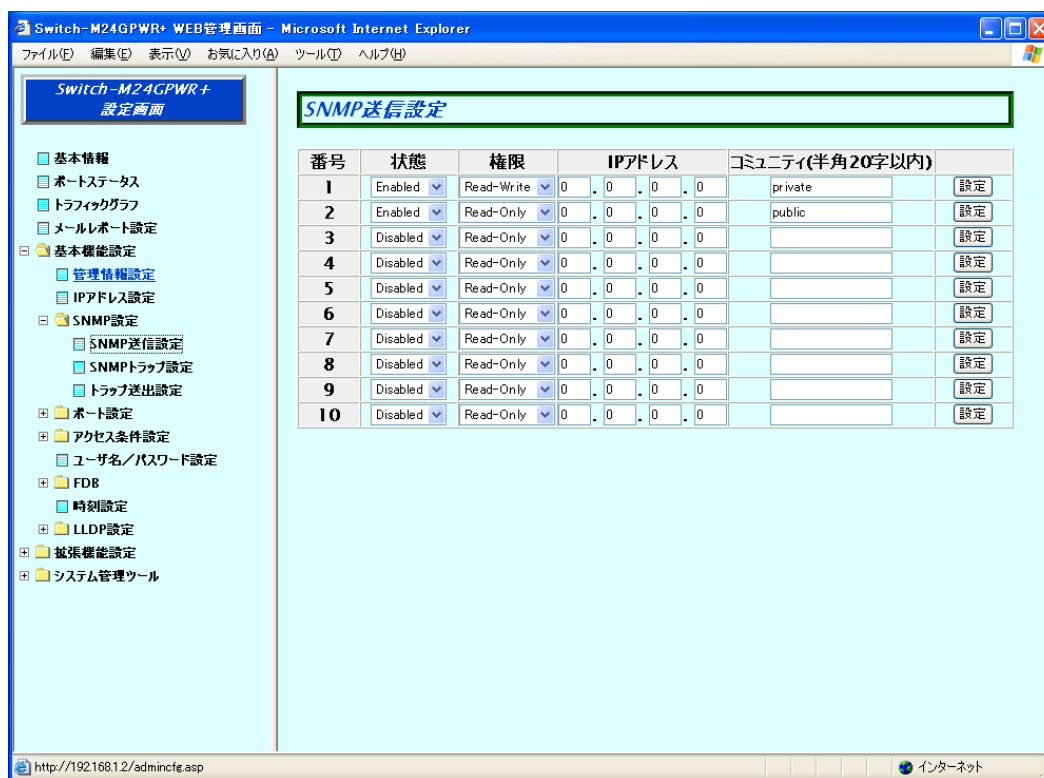 Switch-M24GPWR+ WEB管理画面 - Microsoft Internet Explorer
ファイル(F) 編集(E) 表示(V) お気に入り(A) ツール(T) ヘルプ(H)
Switch-M24GPWR+
設定画面
基本情報
ポートステータス
トラフィックグラフ
メールレポート設定
基本機能設定
管理情報設定
IPアドレス設定
SNMP設定
SNMP送信設定
SNMPトラップ設定
トラップ送出設定
ポート設定
アクセス条件設定
ユーザ名/パスワード設定
FDB
時刻設定
LLDP設定
拡張機能設定
システム管理ツール
SNMP送信設定
番号 状態 権限 IPアドレス コミュニティ(半角20字以内)
1 Enabled Read-Write 0 . 0 . 0 . 0 private 設定
2 Enabled Read-Only 0 . 0 . 0 . 0 public 設定
3 Disabled Read-Only 0 . 0 . 0 . 0 設定
4 Disabled Read-Only 0 . 0 . 0 . 0 設定
5 Disabled Read-Only 0 . 0 . 0 . 0 設定
6 Disabled Read-Only 0 . 0 . 0 . 0 設定
7 Disabled Read-Only 0 . 0 . 0 . 0 設定
8 Disabled Read-Only 0 . 0 . 0 . 0 設定
9 Disabled Read-Only 0 . 0 . 0 . 0 設定
10 Disabled Read-Only 0 . 0 . 0 . 0 設定
http://192.168.1.2/admincfg.asp インターネット